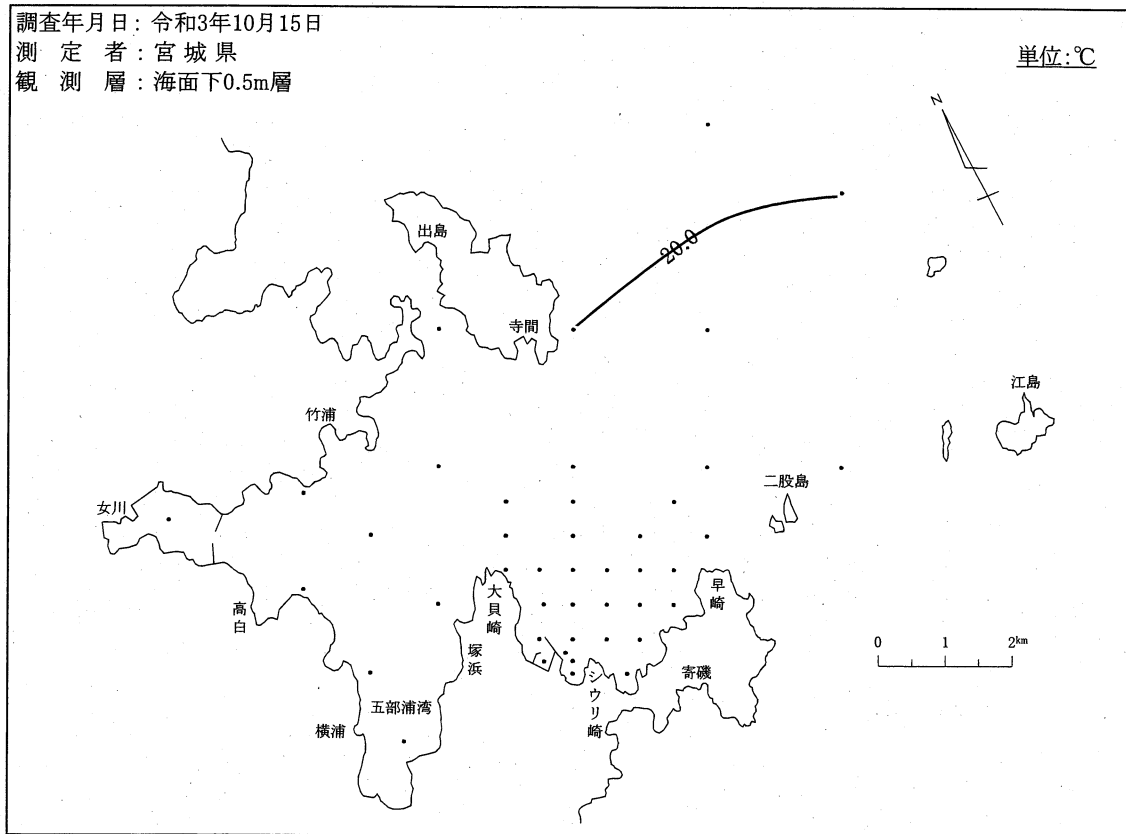 調査年月日：令和3年10月15日
測定者：宮城県
観測層：海面下0.5m層
単位：℃
N
出島
20.0
寺間
江島
竹浦
二股島
女川
大貝崎
早崎
高白
塚浜
0 1 2km
シウリ崎
寄磯
五部浦湾
横浦